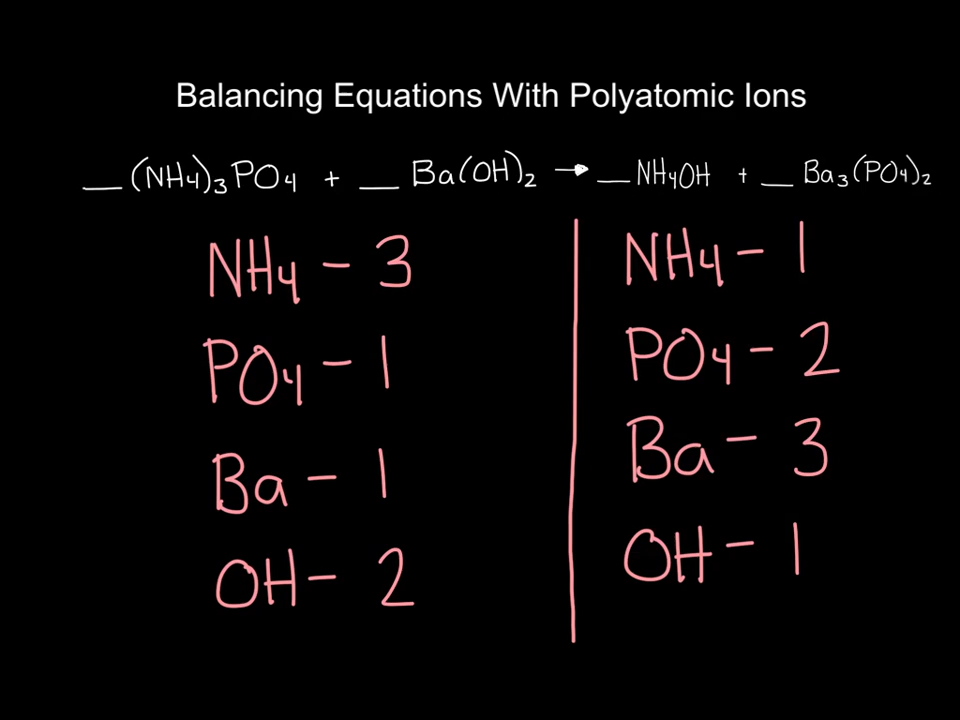 Balancing Equations With Polyatomic Ions
__ (NH₄)₃PO₄ + __ Ba(OH)₂ → __ NH₄OH + __ Ba₃(PO₄)₂
NH₄ - 3
PO₄ - 1
Ba - 1
OH - 2
NH₄ - 1
PO₄ - 2
Ba - 3
OH - 1